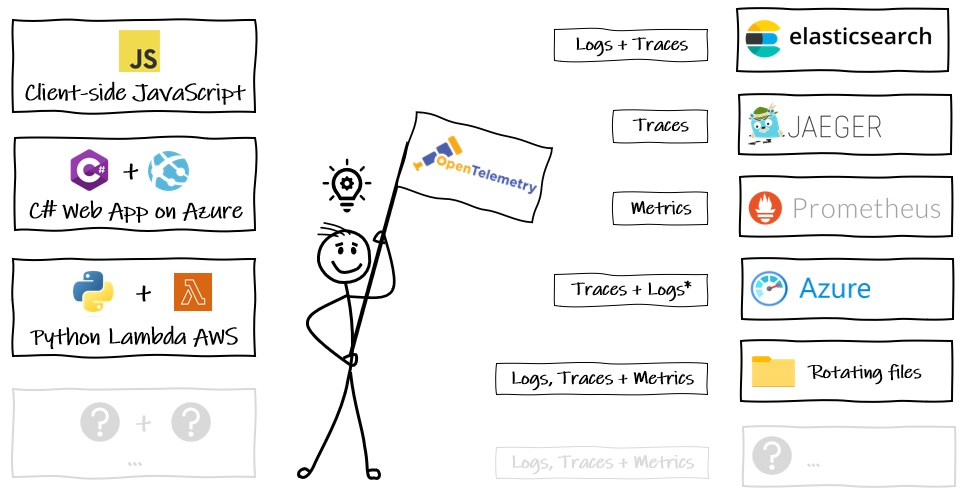 JS
Client-side JavaScript
C#
+
C# Web App on Azure
+
Python Lambda AWS
? + ?
...
OpenTelemetry
Logs + Traces
elasticsearch
Traces
JAEGER
Metrics
Prometheus
Traces + Logs*
Azure
Logs, Traces + Metrics
Rotating files
Logs, Traces + Metrics
? ...